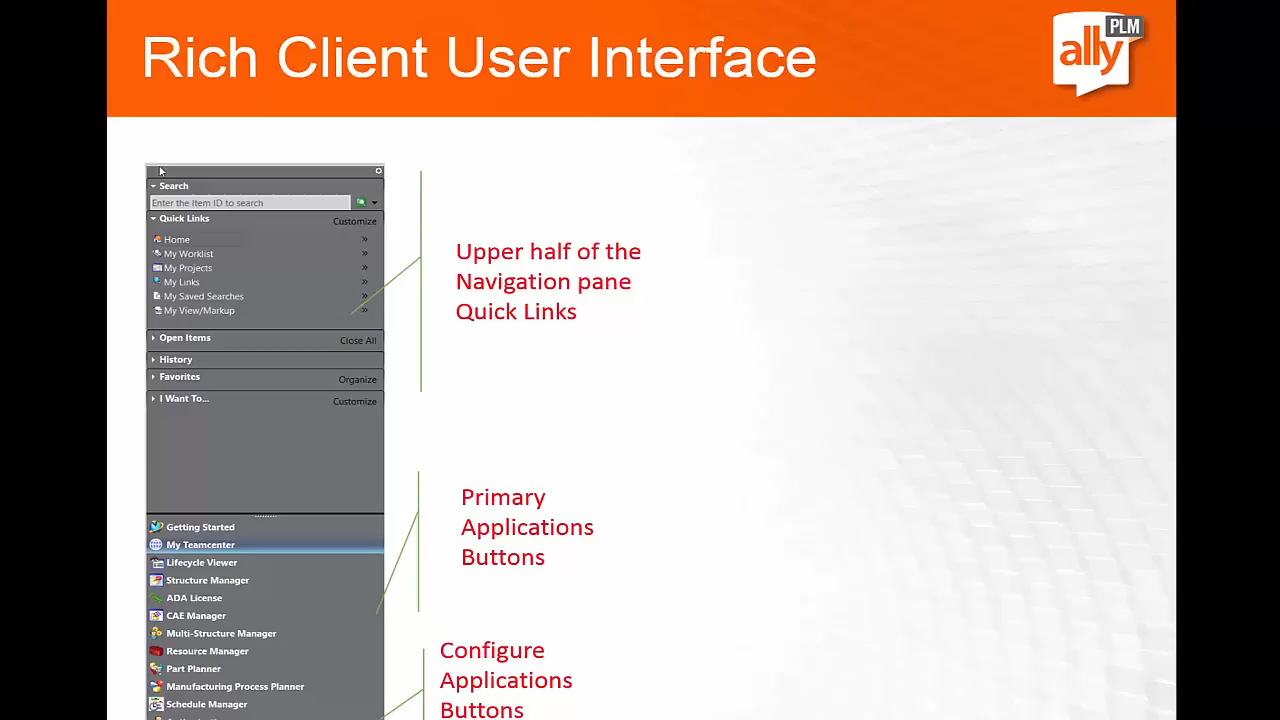 Rich Client User Interface
ally PLM
Search
Enter the Item ID to search
Quick Links
Customize
Home
My Worklist
My Projects
My Links
My Saved Searches
My View/Markup
Open Items
Close All
History
Favorites
Organize
I Want To...
Customize
Upper half of the
Navigation pane
Quick Links
Getting Started
My Teamcenter
Lifecycle Viewer
Structure Manager
ADA License
CAE Manager
Multi-Structure Manager
Resource Manager
Part Planner
Manufacturing Process Planner
Schedule Manager
Primary
Applications
Buttons
Configure
Applications
Buttons